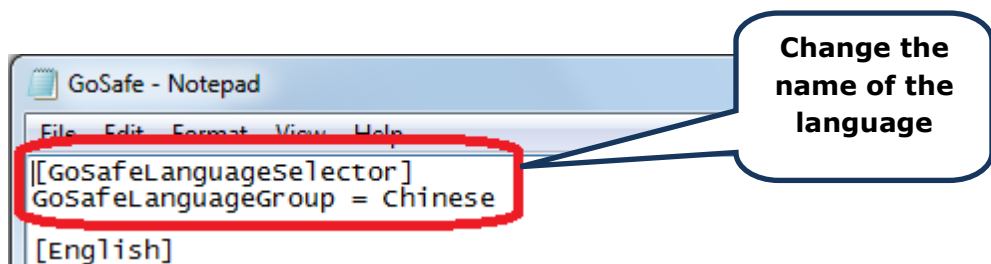 Change the
name of the
language
GoSafe - Notepad
File Edit Format View Help
[GoSafeLanguageSelector]
GoSafeLanguageGroup = Chinese
[English]